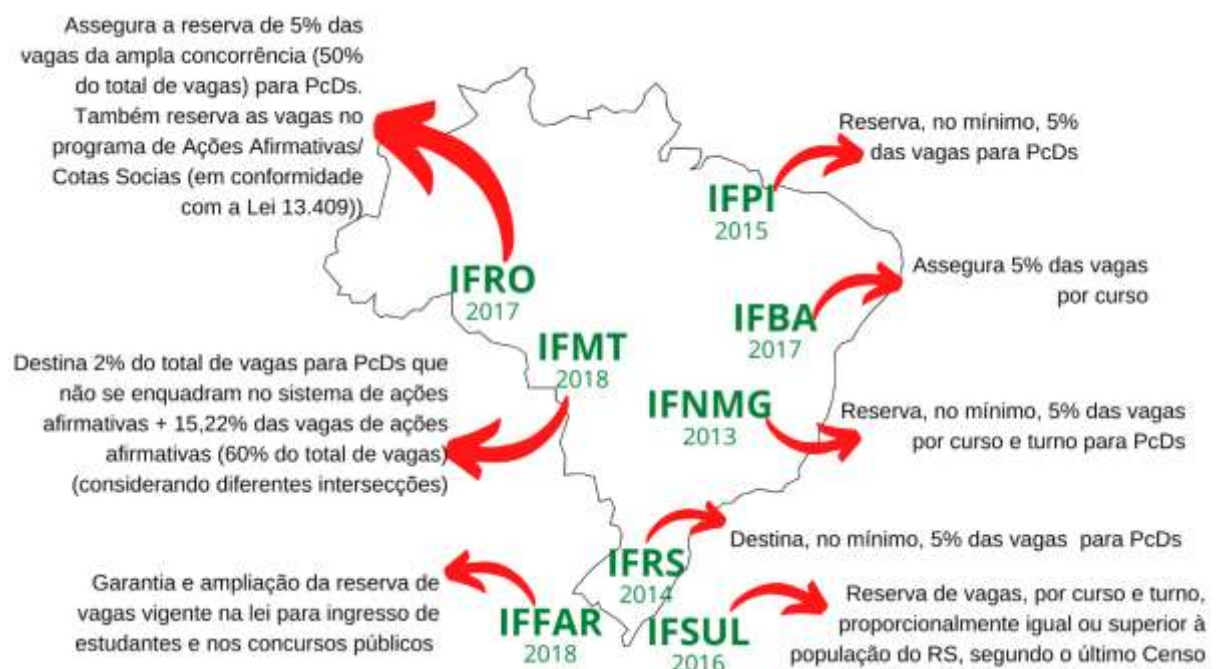 Assegura a reserva de 5% das
vagas da ampla concorrência (50%
do total de vagas) para PcDs.
Também reserva as vagas no
programa de Ações Afirmativas/
Cotas Socias (em conformidade
com a Lei 13.409))
Reserva, no mínimo, 5%
das vagas para PcDs
IFPI
2015
IFRO
2017
Assegura 5% das vagas
por curso
IFBA
2017
IFMT
2018
Destina 2% do total de vagas para PcDs que
não se enquadram no sistema de ações
afirmativas + 15,22% das vagas de ações
afirmativas (60% do total de vagas)
(considerando diferentes intersecções)
IFNMG
2013
Reserva, no mínimo, 5% das vagas
por curso e turno para PcDs
IFRS
2014
Destina, no mínimo, 5% das vagas para PcDs
Garantia e ampliação da reserva de
vagas vigente na lei para ingresso de
estudantes e nos concursos públicos
IFFAR
2018
IFSUL
2016
Reserva de vagas, por curso e turno,
proporcionalmente igual ou superior à
população do RS, segundo o último Censo